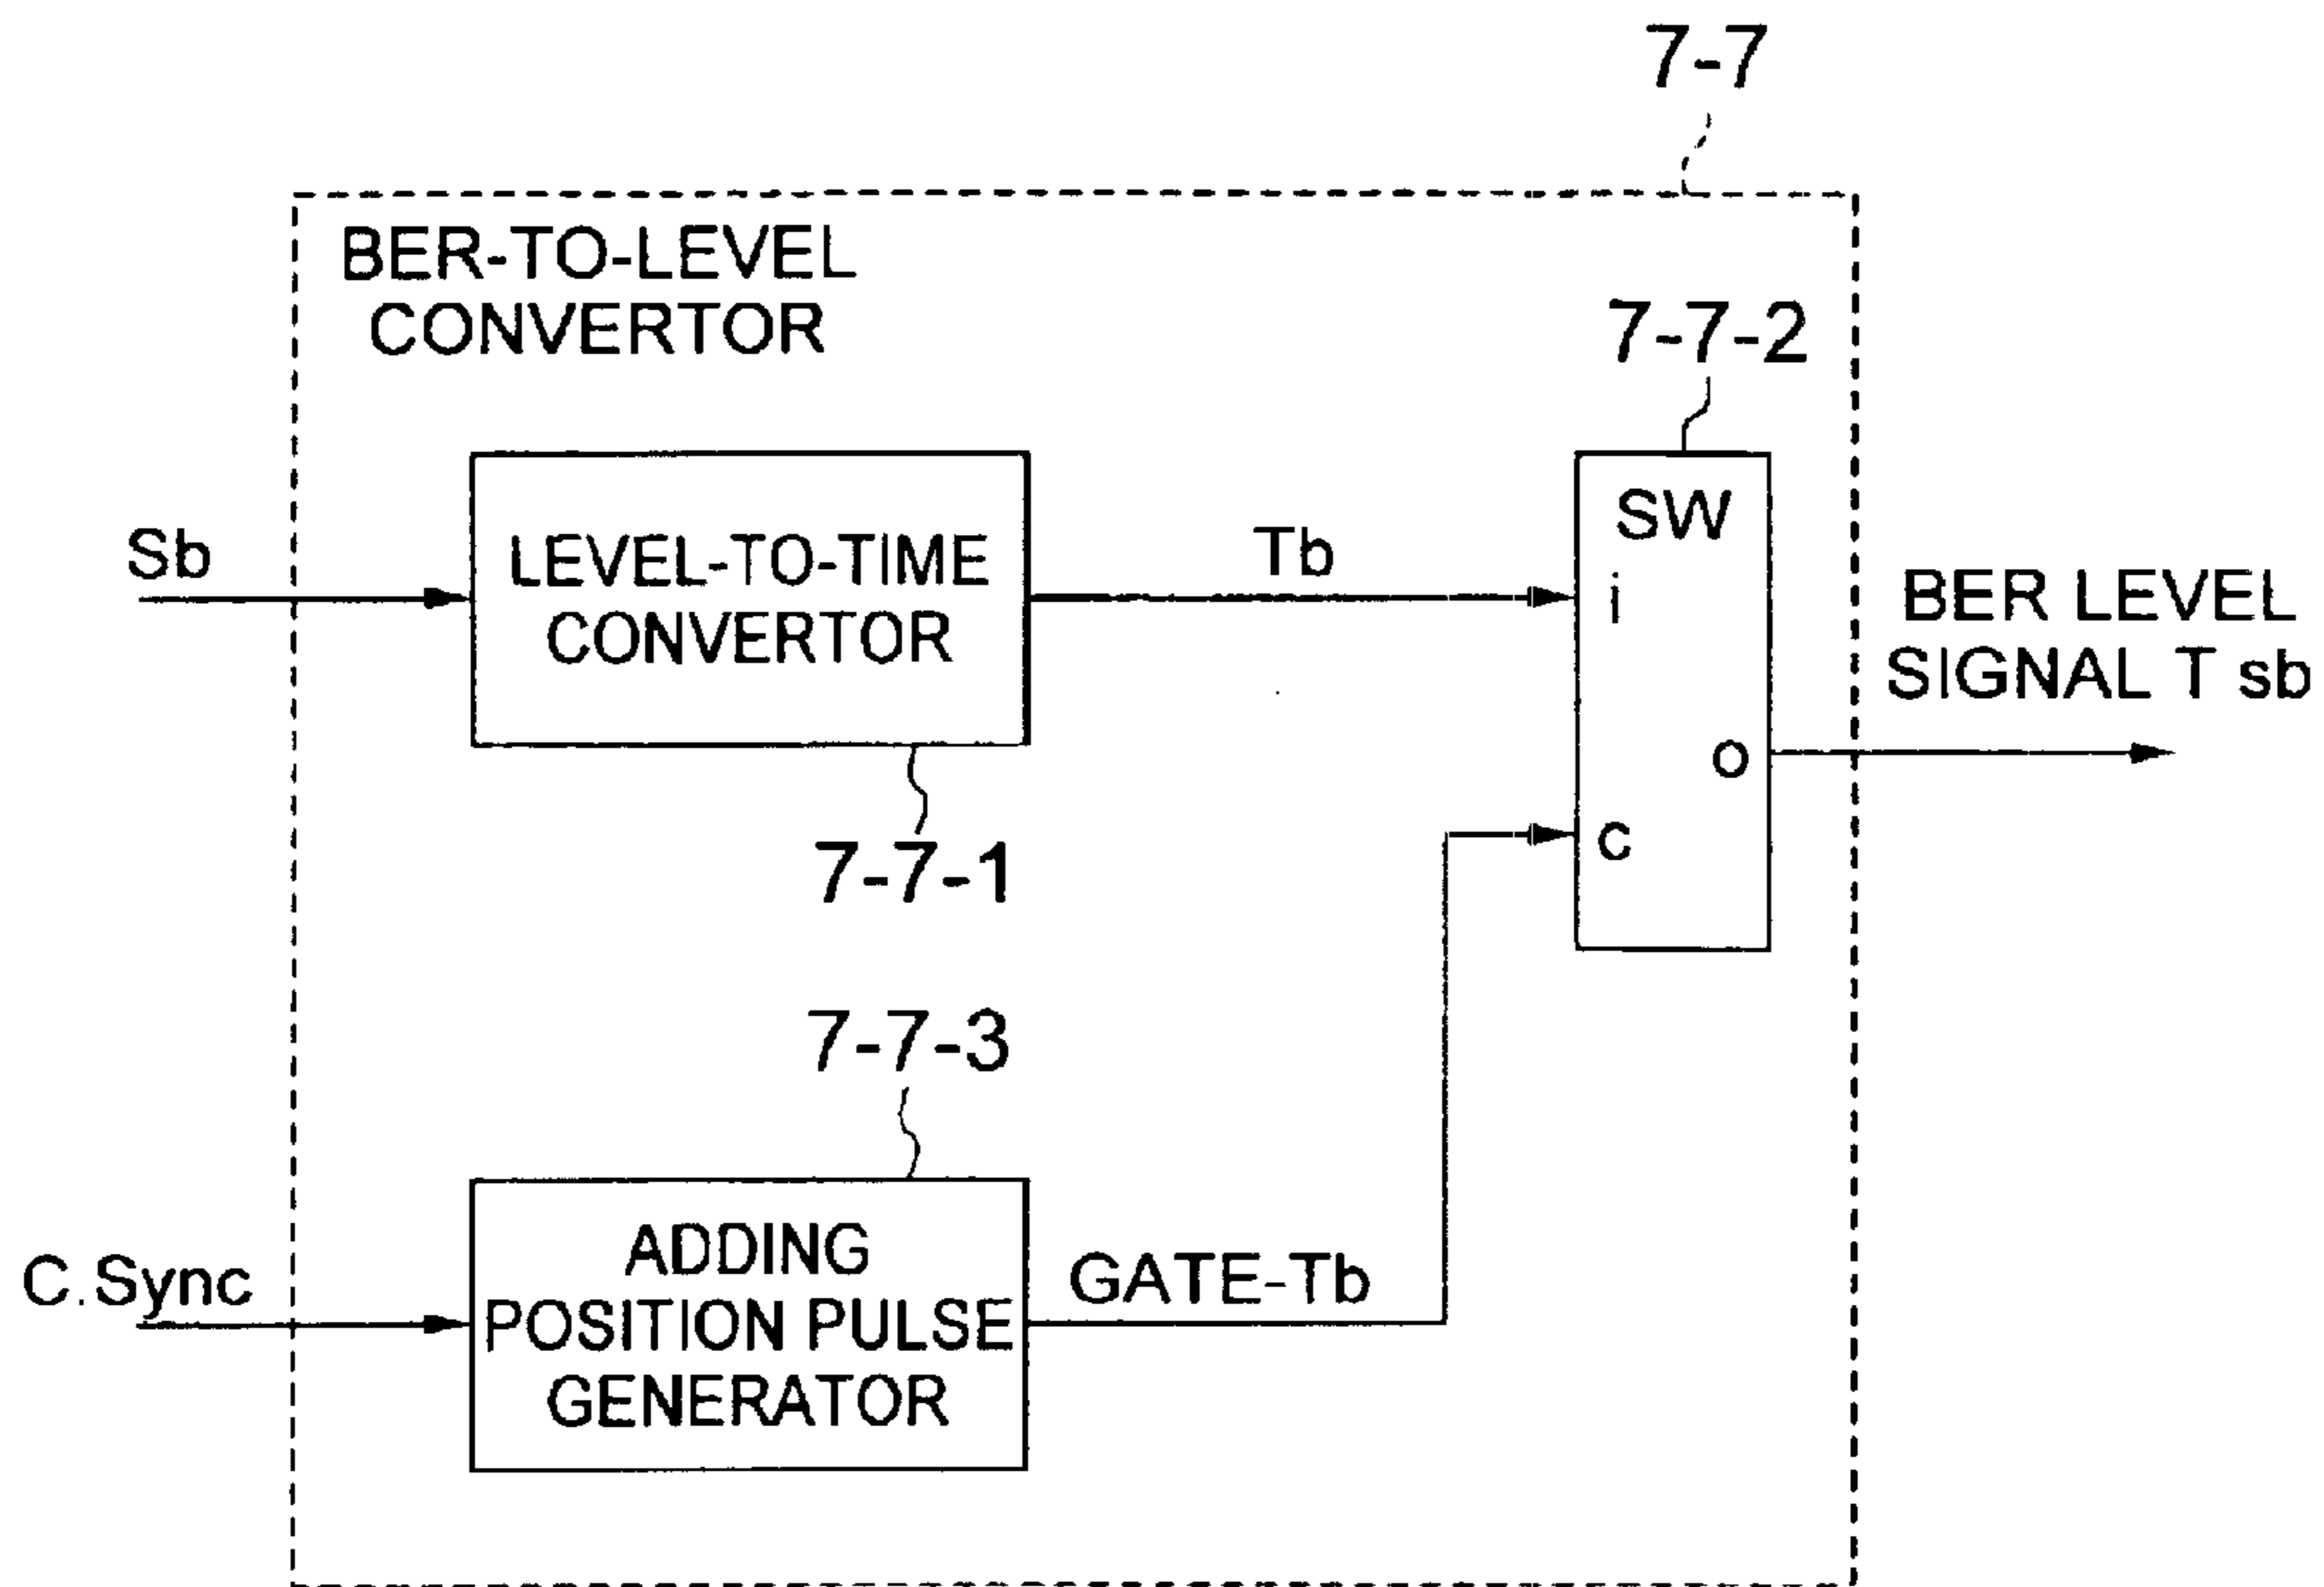 7-7
BER-TO-LEVEL
CONVERTOR
7-7-2
SW
Sb
LEVEL-TO-TIME
CONVERTOR
Tb
i
BER LEVEL
SIGNAL T sb
o
c
7-7-1
7-7-3
C.Sync
ADDING
POSITION PULSE
GENERATOR
GATE-Tb